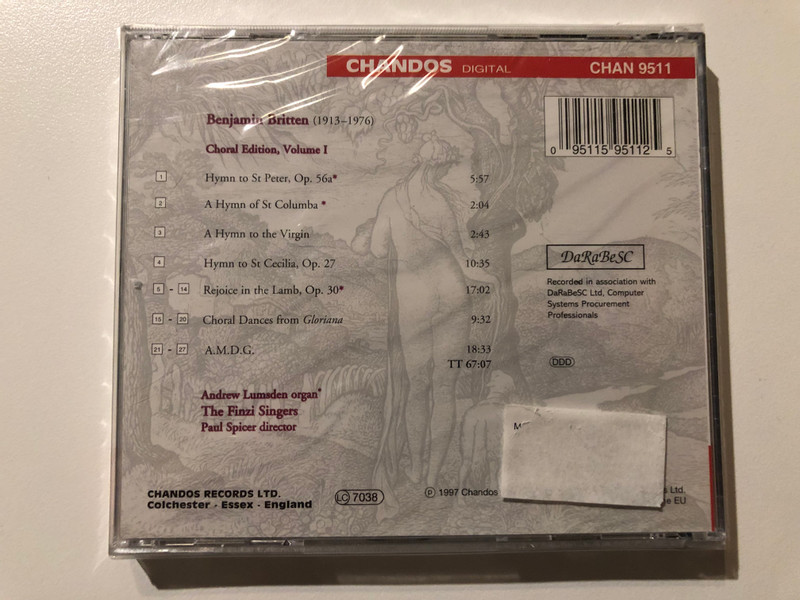 CHANDOS DIGITAL CHAN 9511
Benjamin Britten (1913–1976)
Choral Edition, Volume I
1 Hymn to St Peter, Op. 56a* 5:57
2 A Hymn of St Columba * 2:04
3 A Hymn to the Virgin 2:43
4 Hymn to St Cecilia, Op. 27 10:35
5 - 14 Rejoice in the Lamb, Op. 30* 17:02
15 - 20 Choral Dances from Gloriana 9:32
21 - 27 A.M.D.G. 18:33
TT 67:07
Andrew Lumsden organ*
The Finzi Singers
Paul Spicer director
0 95115 95112 5
DaRaBeSC
Recorded in association with
DaRaBeSC Ltd, Computer
Systems Procurement
Professionals
DDD
CHANDOS RECORDS LTD.
Colchester · Essex · England
LC 7038
℗ 1997 Chandos
Ltd.
EU